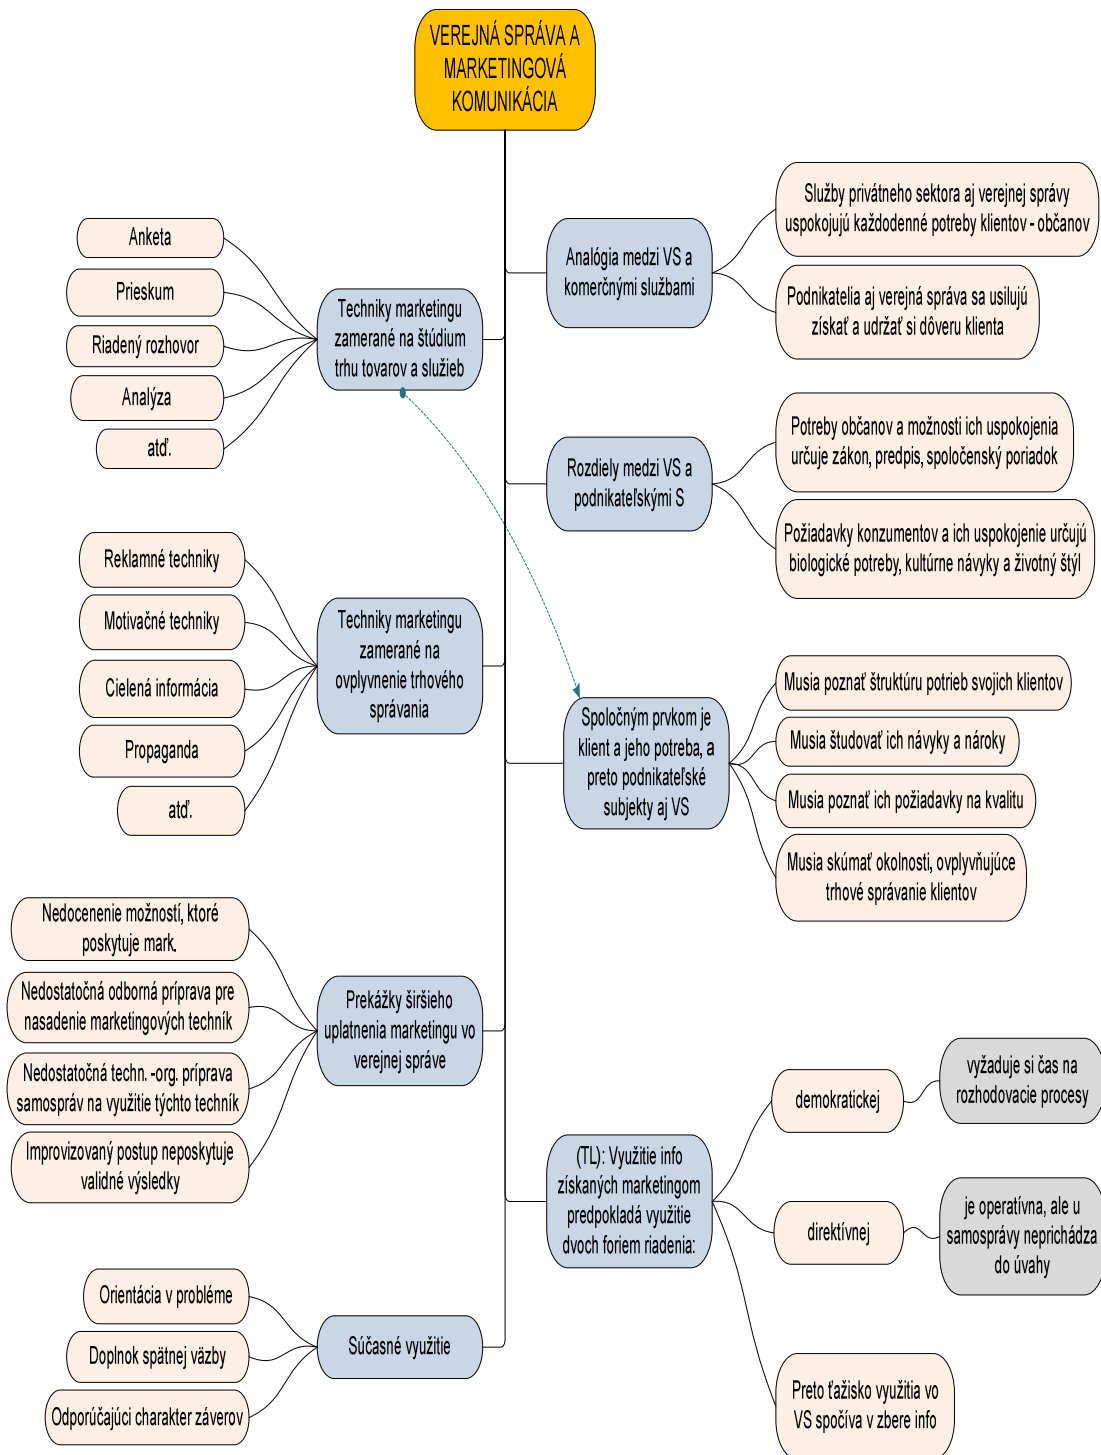 VEREJNÁ SPRÁVA A
MARKETINGOVÁ
KOMUNIKÁCIA
Anketa
Prieskum
Riadený rozhovor
Analýza
atď.
Techniky marketingu
zamerané na štúdium
trhu tovarov a služieb
Reklamné techniky
Motivačné techniky
Cielená informácia
Propaganda
atď.
Techniky marketingu
zamerané na
ovplyvnenie trhového
správania
Nedocenenie možností, ktoré
poskytuje mark.
Nedostatočná odborná príprava pre
nasadenie marketingových techník
Nedostatočná techn. -org. príprava
samospráv na využitie týchto techník
Improvizovaný postup neposkytuje
validné výsledky
Prekážky širšieho
uplatnenia marketingu vo
verejnej správe
Orientácia v probléme
Doplnok spätnej väzby
Odporúčajúci charakter záverov
Súčasné využitie
Analógia medzi VS a
komerčnými službami
Služby privátneho sektora aj verejnej správy
uspokojujú každodenné potreby klientov - občanov
Podnikatelia aj verejná správa sa usilujú
získať a udržať si dôveru klienta
Rozdiely medzi VS a
podnikateľskými S
Potreby občanov a možnosti ich uspokojenia
určuje zákon, predpis, spoločenský poriadok
Požiadavky konzumentov a ich uspokojenie určujú
biologické potreby, kultúrne návyky a životný štýl
Spoločným prvkom je
klient a jeho potreba, a
preto podnikateľské
subjekty aj VS
Musia poznať štruktúru potrieb svojich klientov
Musia študovať ich návyky a nároky
Musia poznať ich požiadavky na kvalitu
Musia skúmať okolnosti, ovplyvňujúce
trhové správanie klientov
(TL): Využitie info
získaných marketingom
predpokladá využitie
dvoch foriem riadenia:
demokratickej
vyžaduje si čas na
rozhodovacie procesy
direktívnej
je operatívna, ale u
samosprávy neprichádza
do úvahy
Preto ťažisko využitia vo
VS spočíva v zbere info